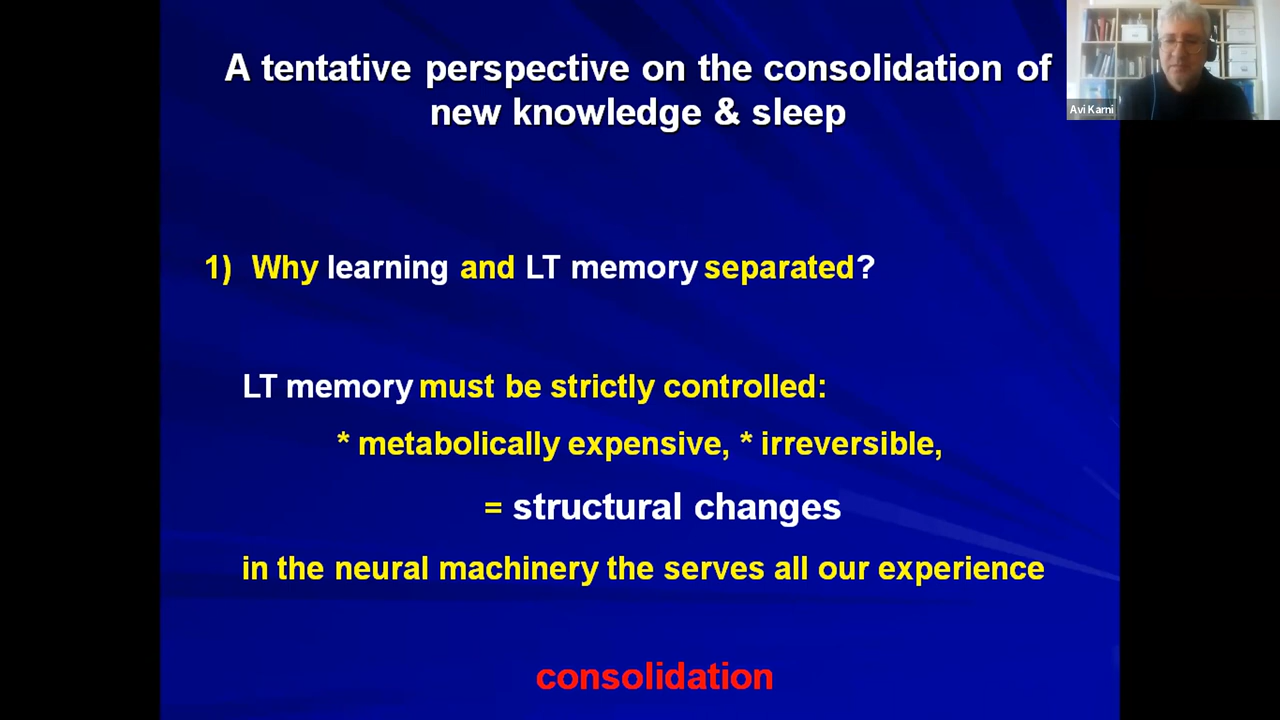 A tentative perspective on the consolidation of
new knowledge & sleep
Avi Karni
1) Why learning and LT memory separated?
LT memory must be strictly controlled:
* metabolically expensive, * irreversible,
= structural changes
in the neural machinery the serves all our experience
consolidation